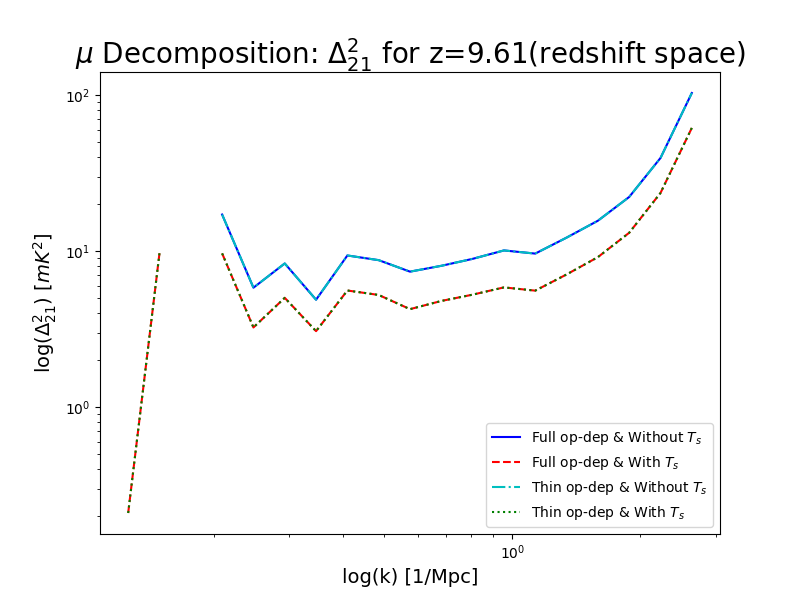 μ Decomposition: Δ²₂₁ for z=9.61(redshift space)
10²
10¹
10⁰
log(Δ²₂₁) [mK²]
Full op-dep & Without Tₛ
Full op-dep & With Tₛ
Thin op-dep & Without Tₛ
Thin op-dep & With Tₛ
10⁰
log(k) [1/Mpc]